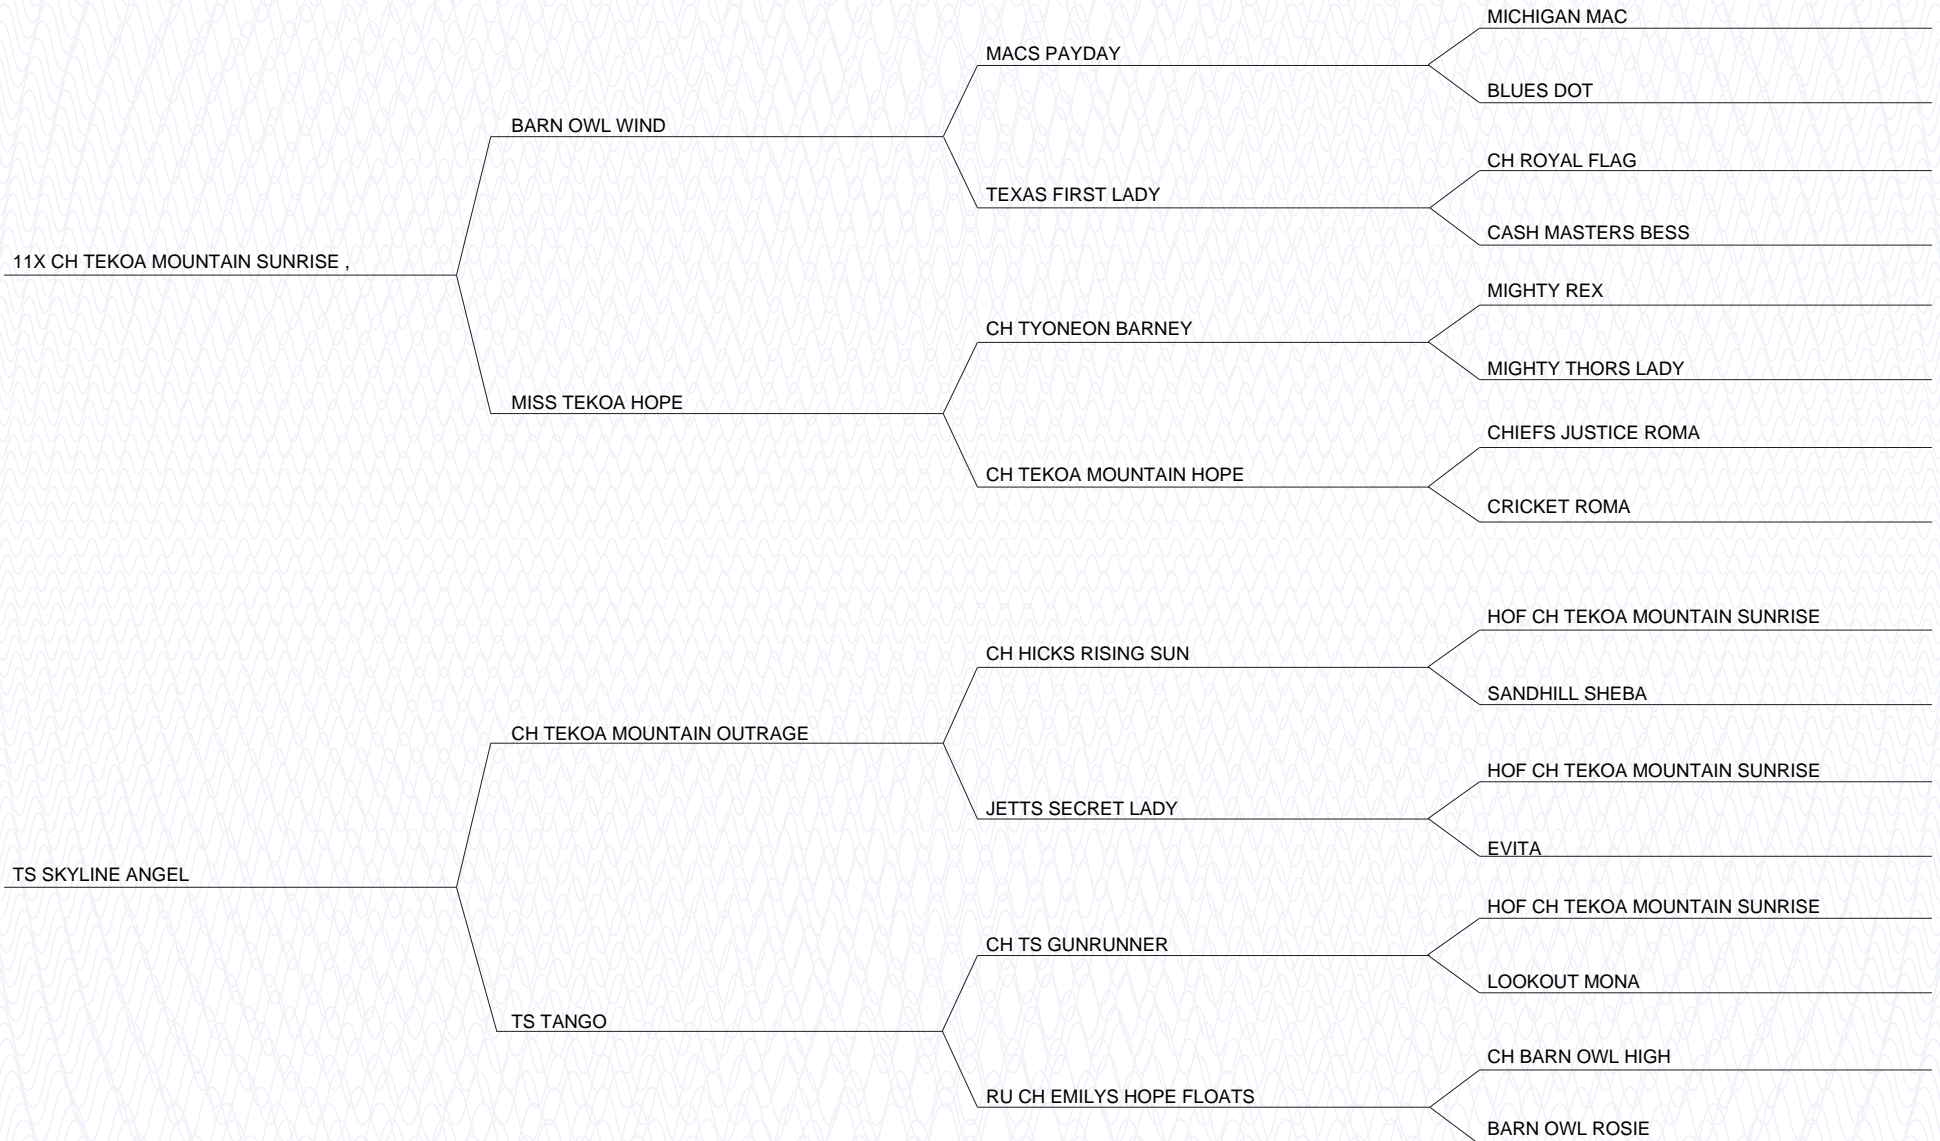 MICHIGAN MAC
MACS PAYDAY
BLUES DOT
BARN OWL WIND
CH ROYAL FLAG
TEXAS FIRST LADY
CASH MASTERS BESS
11X CH TEKOA MOUNTAIN SUNRISE ,
MIGHTY REX
CH TYONEON BARNEY
MIGHTY THORS LADY
MISS TEKOA HOPE
CHIEFS JUSTICE ROMA
CH TEKOA MOUNTAIN HOPE
CRICKET ROMA
HOF CH TEKOA MOUNTAIN SUNRISE
CH HICKS RISING SUN
SANDHILL SHEBA
CH TEKOA MOUNTAIN OUTRAGE
HOF CH TEKOA MOUNTAIN SUNRISE
JETTS SECRET LADY
EVITA
TS SKYLINE ANGEL
HOF CH TEKOA MOUNTAIN SUNRISE
CH TS GUNRUNNER
LOOKOUT MONA
TS TANGO
CH BARN OWL HIGH
RU CH EMILYS HOPE FLOATS
BARN OWL ROSIE